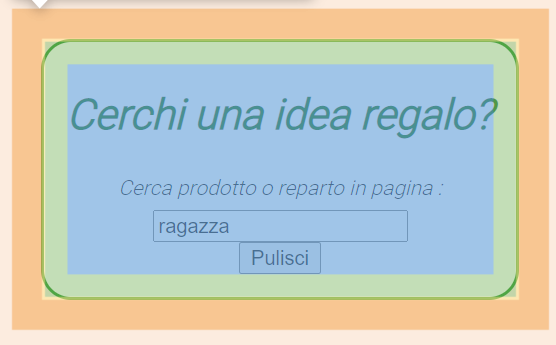 Cerchi una idea regalo?
Cerca prodotto o reparto in pagina :
ragazza
Pulisci